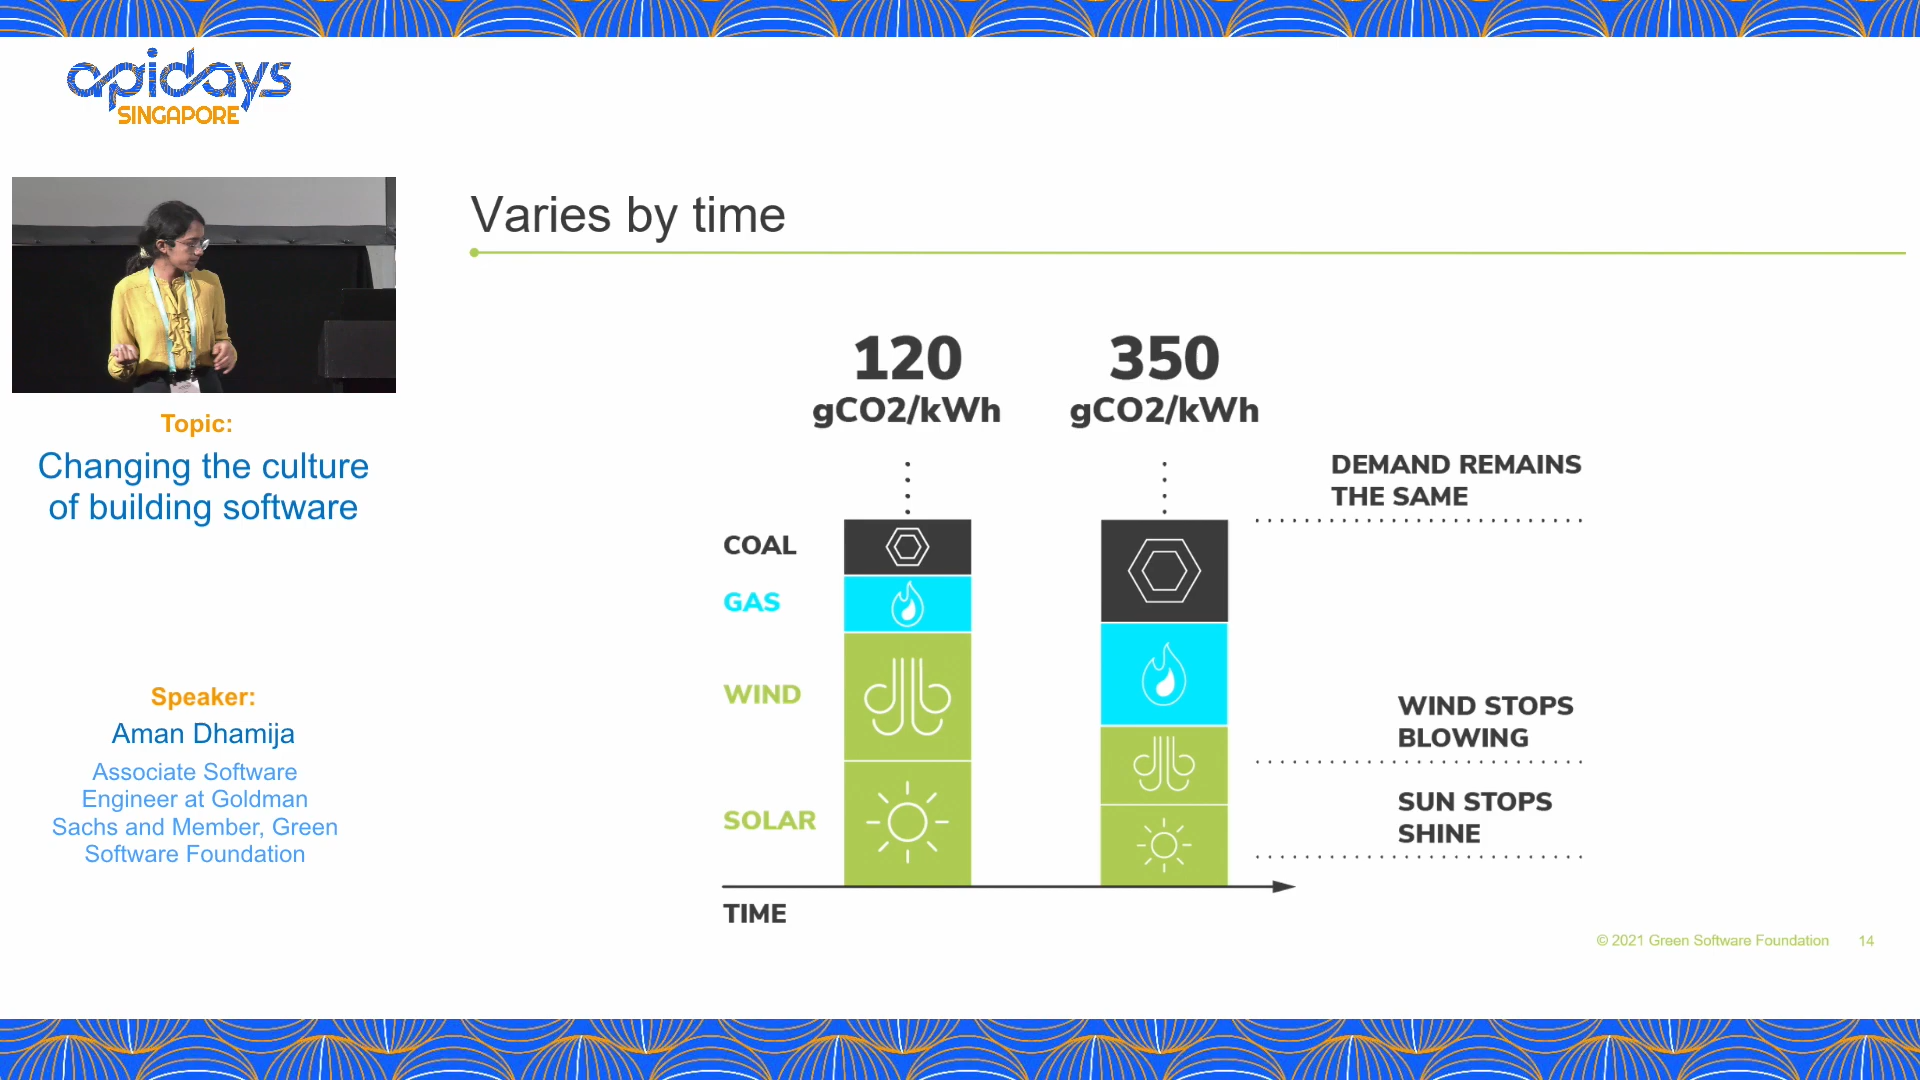 apidays
SINGAPORE
Topic:
Changing the culture
of building software
Speaker:
Aman Dhamija
Associate Software
Engineer at Goldman
Sachs and Member, Green
Software Foundation
Varies by time
120
gCO2/kWh
350
gCO2/kWh
DEMAND REMAINS
THE SAME
COAL
GAS
WIND
SOLAR
WIND STOPS
BLOWING
SUN STOPS
SHINE
TIME
© 2021 Green Software Foundation 14